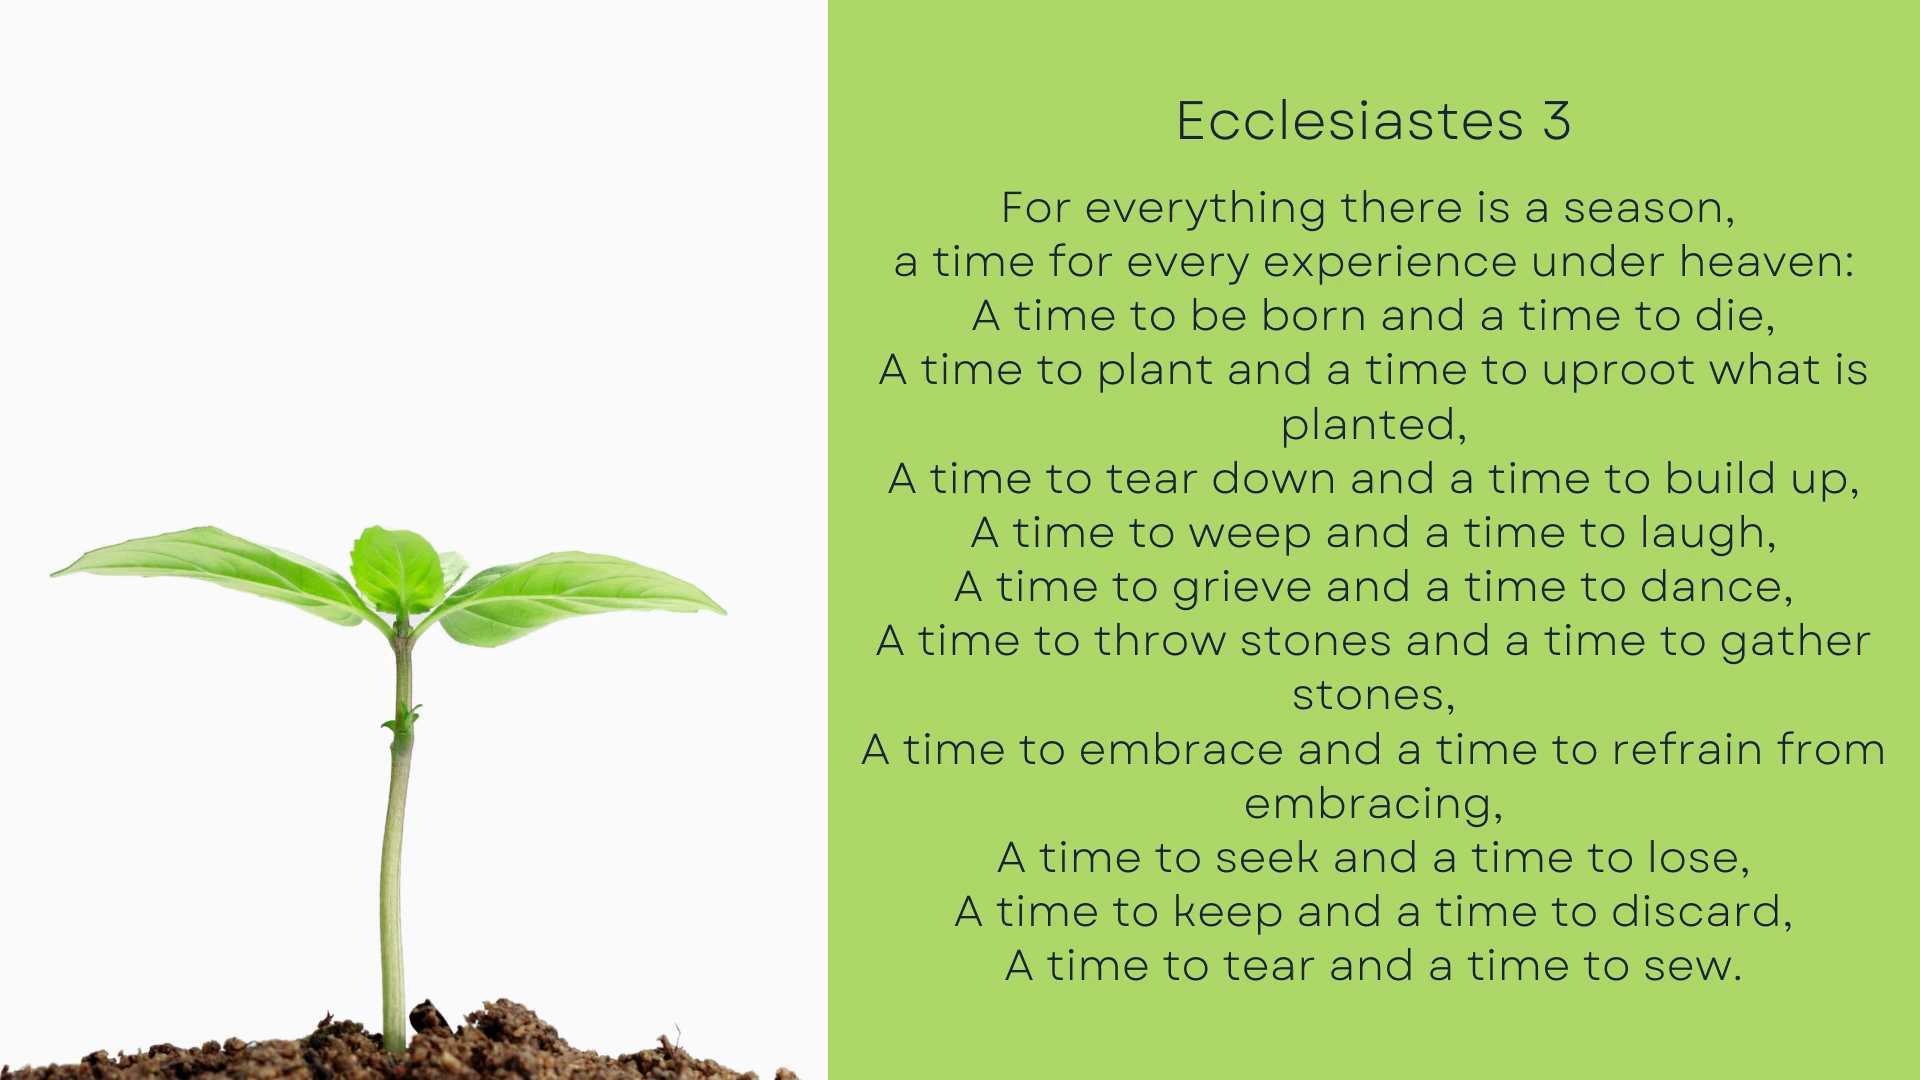 Ecclesiastes 3
For everything there is a season,
a time for every experience under heaven:
A time to be born and a time to die,
A time to plant and a time to uproot what is
planted,
A time to tear down and a time to build up,
A time to weep and a time to laugh,
A time to grieve and a time to dance,
A time to throw stones and a time to gather
stones,
A time to embrace and a time to refrain from
embracing,
A time to seek and a time to lose,
A time to keep and a time to discard,
A time to tear and a time to sew.